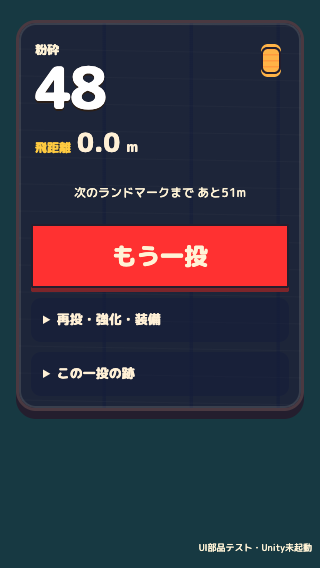 粉砕
48
飛距離 0.0 m
次のランドマークまで あと51m
もう一投
▶ 再投・強化・装備
▶ この一投の跡
UI部品テスト・Unity未起動